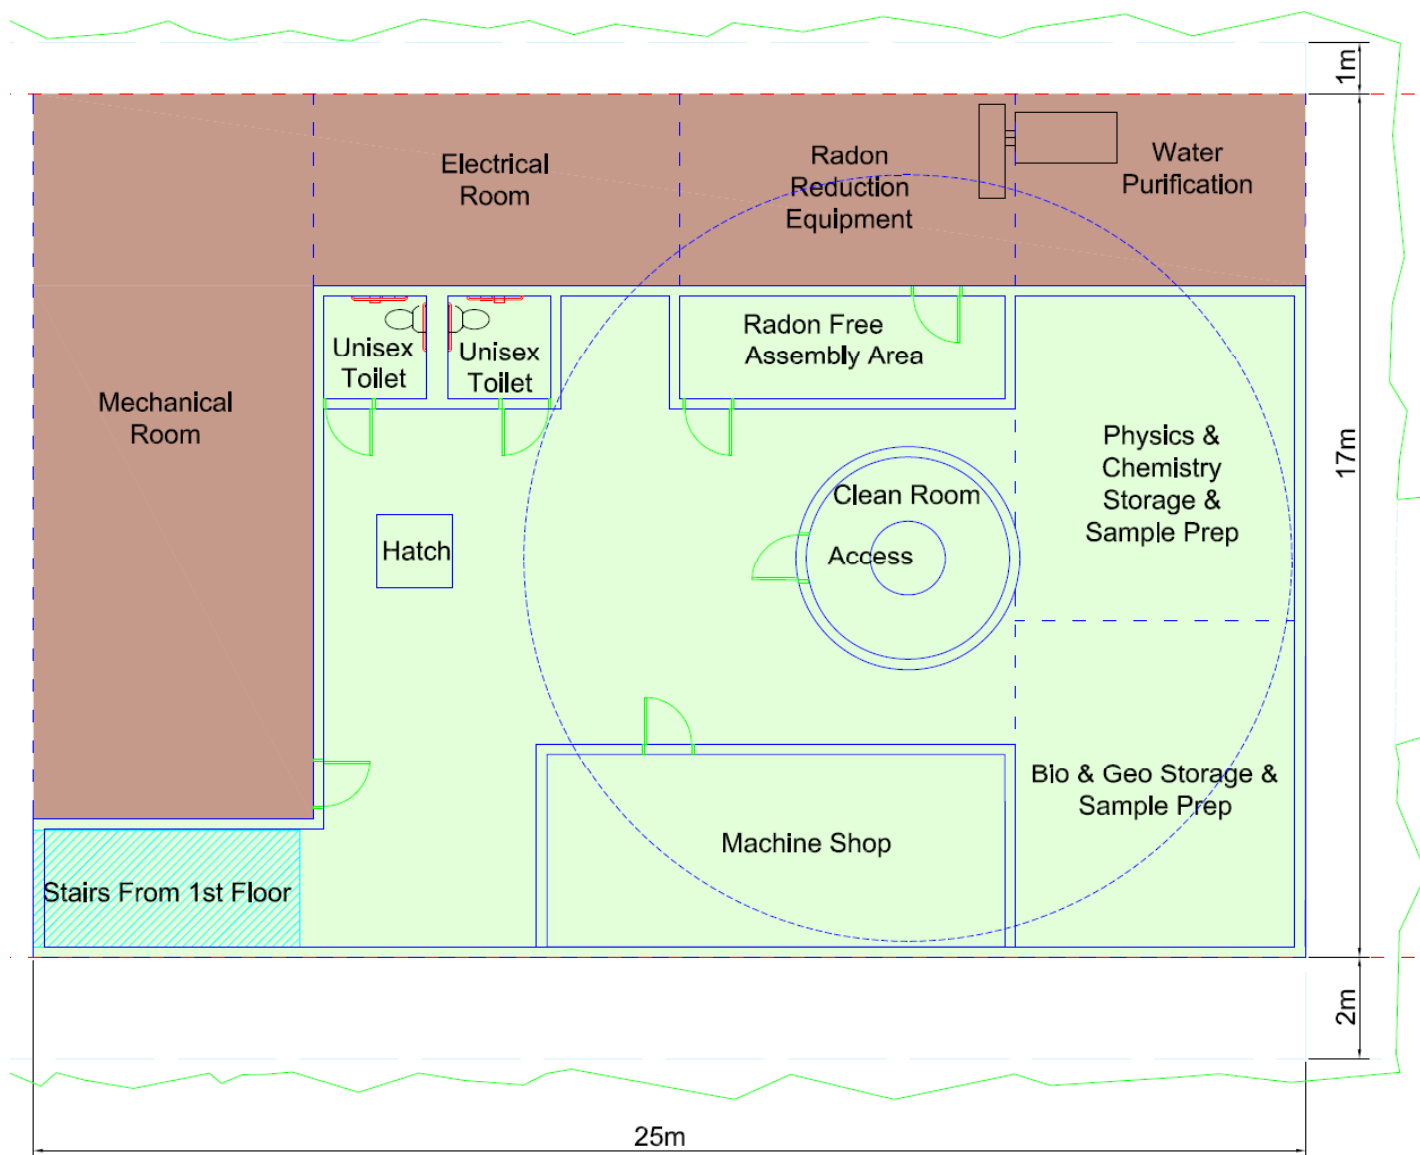 1m
Electrical
Room
Radon
Reduction
Equipment
Water
Purification
Unisex
Toilet
Unisex
Toilet
Radon Free
Assembly Area
Mechanical
Room
Physics &
Chemistry
Storage &
Sample Prep
17m
Clean Room
Access
Hatch
Bio & Geo Storage &
Sample Prep
Machine Shop
Stairs From 1st Floor
2m
25m